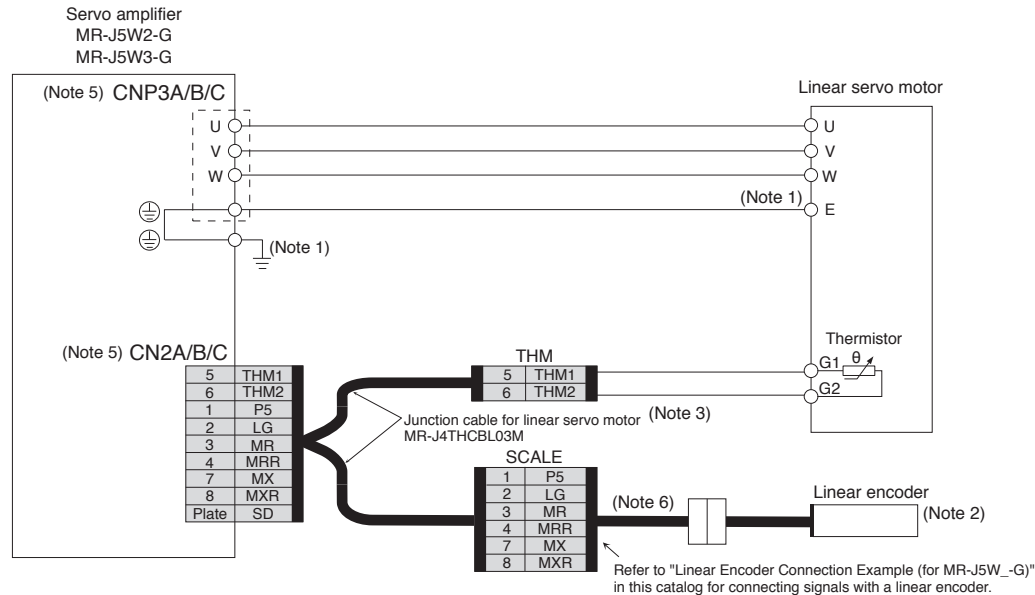 Servo amplifier
MR-J5W2-G
MR-J5W3-G
(Note 5) CNP3A/B/C
Linear servo motor
U
U
V
V
W
W
(Note 1)
E
(Note 1)
(Note 5) CN2A/B/C
5 THM1
6 THM2
1 P5
2 LG
3 MR
4 MRR
7 MX
8 MXR
Plate SD
THM
5 THM1
6 THM2
(Note 3)
Thermistor
G1 θ
G2
Junction cable for linear servo motor
MR-J4THCBL03M
SCALE
1 P5
2 LG
3 MR
4 MRR
7 MX
8 MXR
(Note 6)
Linear encoder
(Note 2)
Refer to "Linear Encoder Connection Example (for MR-J5W_-G)"
in this catalog for connecting signals with a linear encoder.